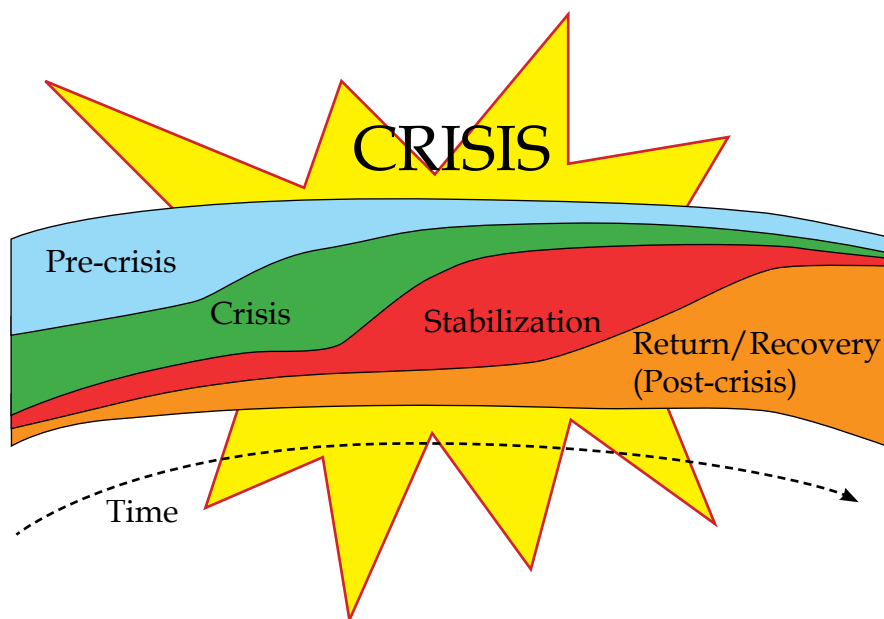 CRISIS
Pre-crisis
Crisis
Stabilization
Return/Recovery
(Post-crisis)
Time